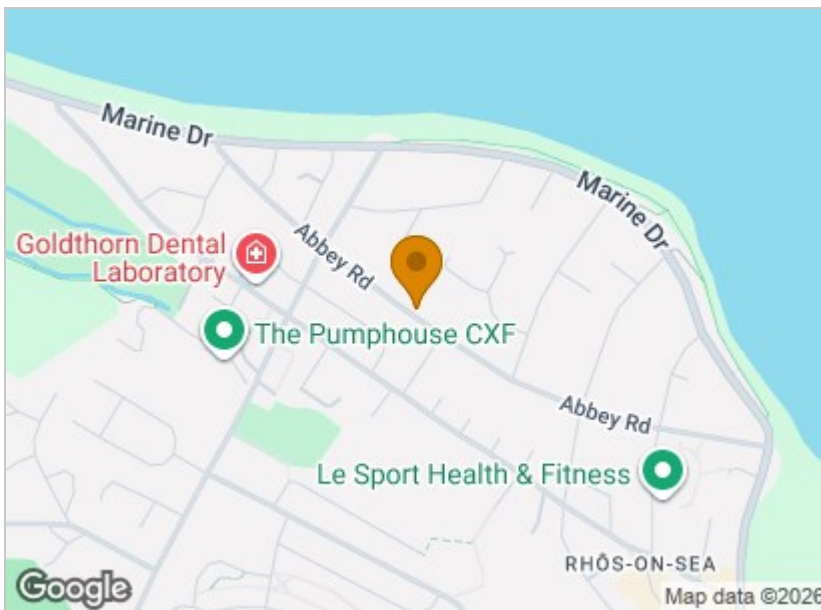 Marine Dr
Marine Dr
Abbey Rd
Goldthorn Dental
Laboratory
The Pumphouse CXF
Abbey Rd
Le Sport Health & Fitness
RHÔS-ON-SEA
Google
Map data ©2026